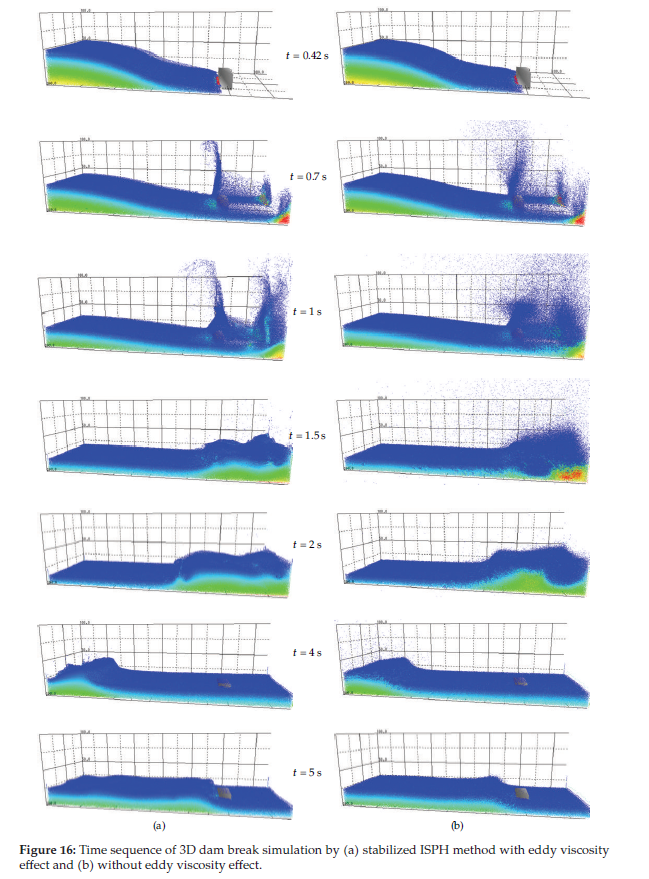 t = 0.42 s
t = 0.7 s
t = 1 s
t = 1.5 s
t = 2 s
t = 4 s
t = 5 s
(a) (b)
Figure 16: Time sequence of 3D dam break simulation by (a) stabilized ISPH method with eddy viscosity
effect and (b) without eddy viscosity effect.